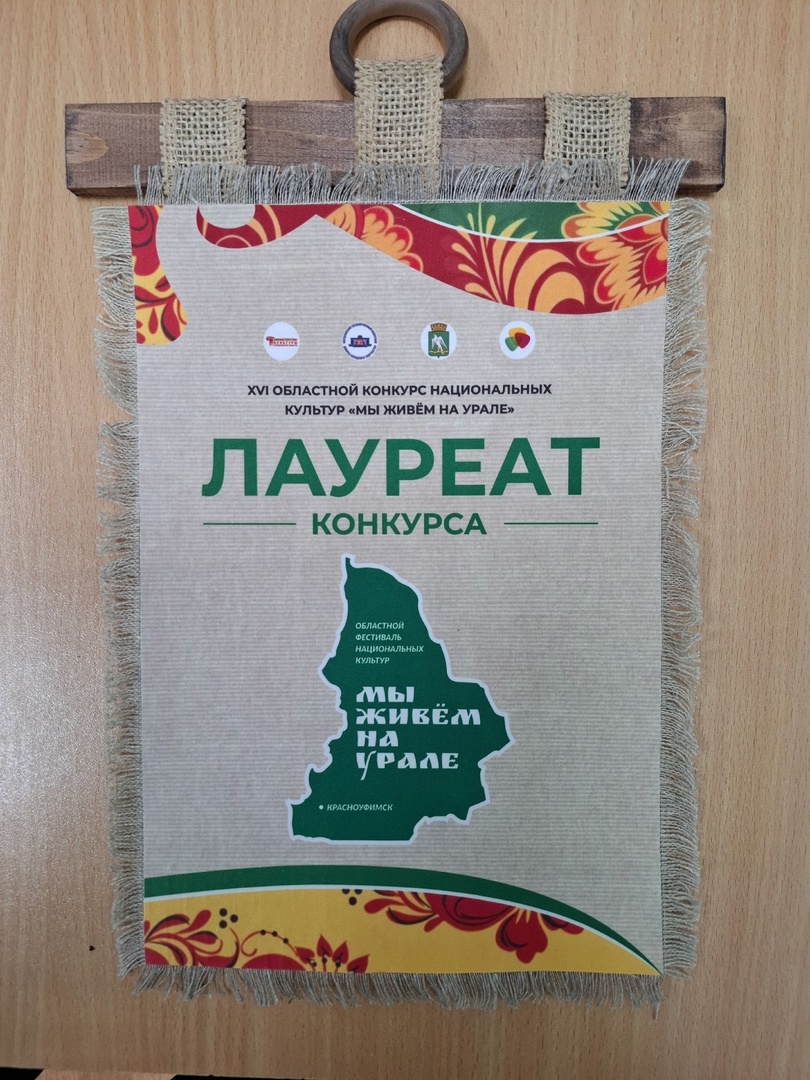 XVI ОБЛАСТНОЙ КОНКУРС НАЦИОНАЛЬНЫХ
КУЛЬТУР «МЫ ЖИВЁМ НА УРАЛЕ»
ЛАУРЕАТ
КОНКУРСА
ОБЛАСТНОЙ
ФЕСТИВАЛЬ
НАЦИОНАЛЬНЫХ
КУЛЬТУР
МЫ
ЖИВЁМ
НА
УРАЛЕ
КРАСНОУФИМСК